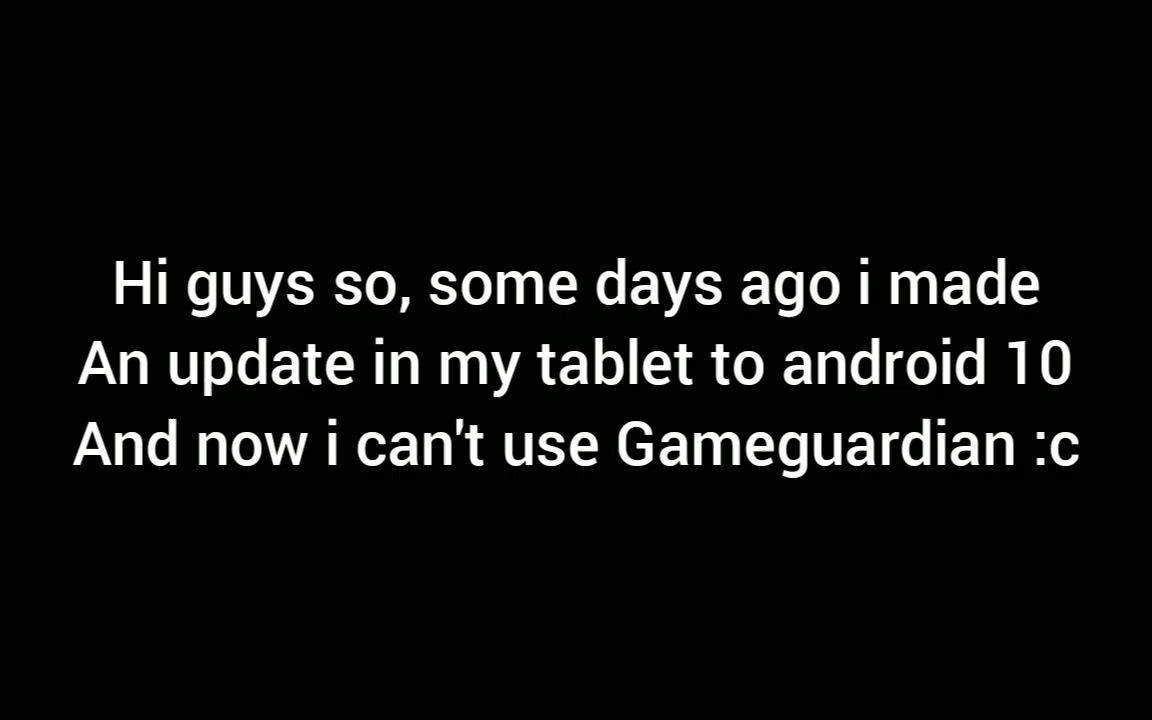 Hi guys so, some days ago i made
An update in my tablet to android 10
And now i can't use Gameguardian :c